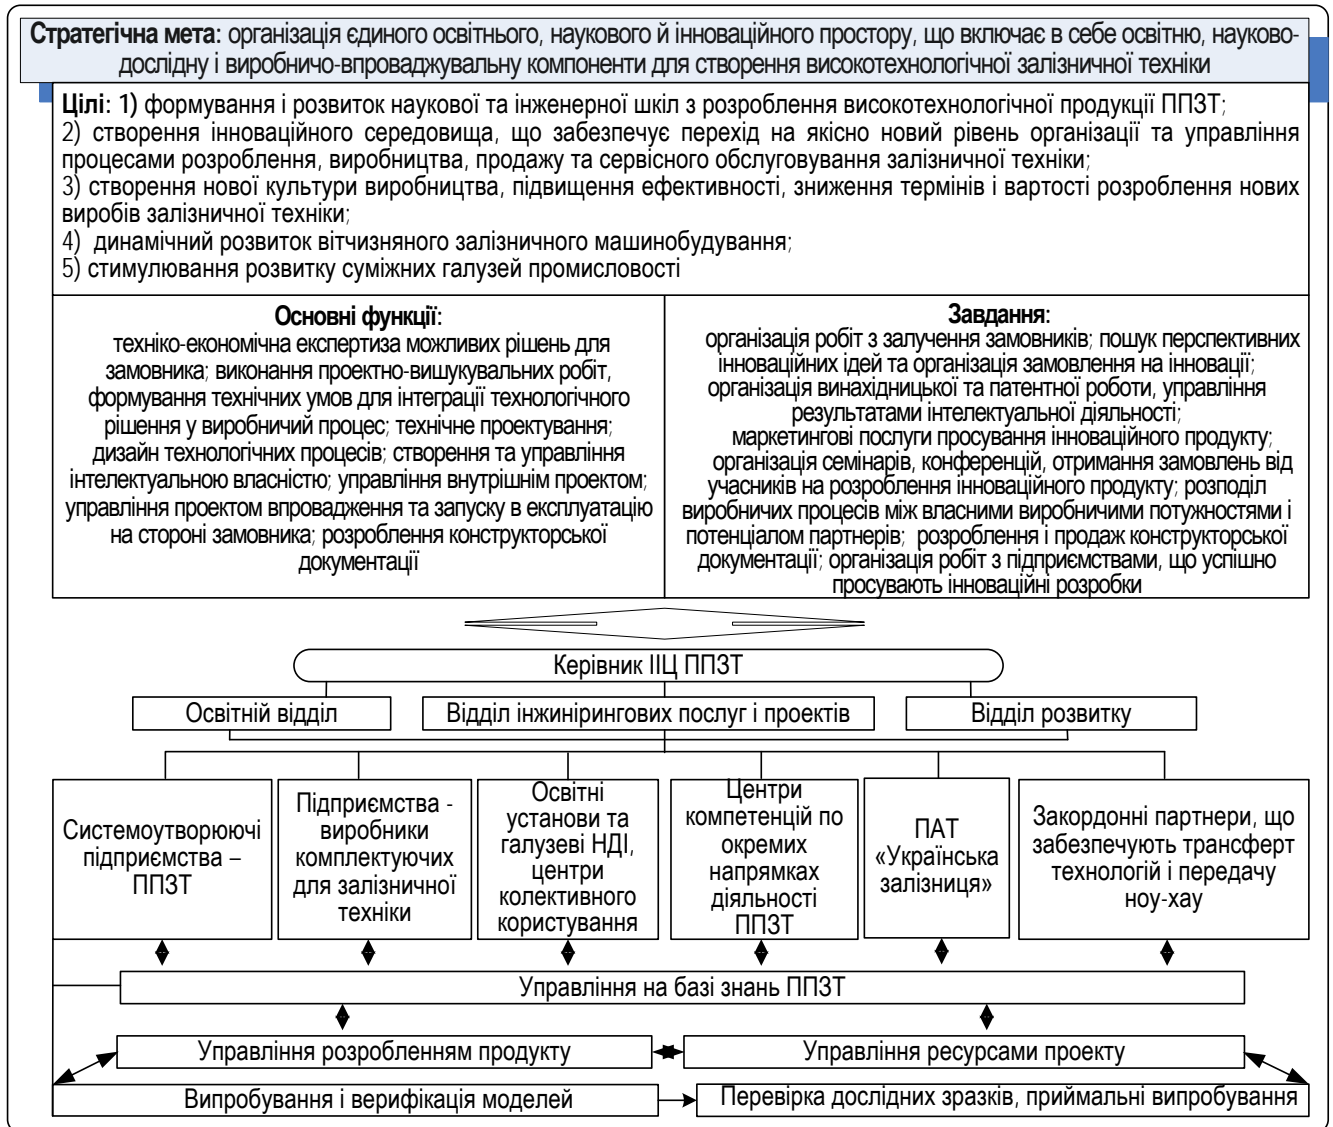 Стратегічна мета: організація єдиного освітнього, наукового й інноваційного простору, що включає в себе освітню, науково-
дослідну і виробничо-впроваджувальну компоненти для створення високотехнологічної залізничної техніки
Цілі: 1) формування і розвиток наукової та інженерної шкіл з розроблення високотехнологічної продукції ППЗТ;
2) створення інноваційного середовища, що забезпечує перехід на якісно новий рівень організації та управління
процесами розроблення, виробництва, продажу та сервісного обслуговування залізничної техніки;
3) створення нової культури виробництва, підвищення ефективності, зниження термінів і вартості розроблення нових
виробів залізничної техніки;
4) динамічний розвиток вітчизняного залізничного машинобудування;
5) стимулювання розвитку суміжних галузей промисловості
Основні функції:
техніко-економічна експертиза можливих рішень для
замовника; виконання проектно-вишукувальних робіт,
формування технічних умов для інтеграції технологічного
рішення у виробничий процес; технічне проектування;
дизайн технологічних процесів; створення та управління
інтелектуальною власністю; управління внутрішнім проектом;
управління проектом впровадження та запуску в експлуатацію
на стороні замовника; розроблення конструкторської
документації
Завдання:
організація робіт з залучення замовників; пошук перспективних
інноваційних ідей та організація замовлення на інновації;
організація винахідницької та патентної роботи, управління
результатами інтелектуальної діяльності;
маркетингові послуги просування інноваційного продукту;
організація семінарів, конференцій, отримання замовлень від
учасників на розроблення інноваційного продукту; розподіл
виробничих процесів між власними виробничими потужностями і
потенціалом партнерів; розроблення і продаж конструкторської
документації; організація робіт з підприємствами, що успішно
просувають інноваційні розробки
Керівник ІІЦ ППЗТ
Освітній відділ
Відділ інжинірингових послуг і проектів
Відділ розвитку
Системоутворюючі
підприємства –
ППЗТ
Підприємства -
виробники
комплектуючих
для залізничної
техніки
Освітні
установи та
галузеві НДІ,
центри
колективного
користування
Центри
компетенцій по
окремих
напрямках
діяльності
ППЗТ
ПАТ
«Українська
залізниця»
Закордонні партнери, що
забезпечують трансферт
технологій і передачу
ноу-хау
Управління на базі знань ППЗТ
Управління розробленням продукту
Управління ресурсами проекту
Випробування і верифікація моделей
Перевірка дослідних зразків, приймальні випробування